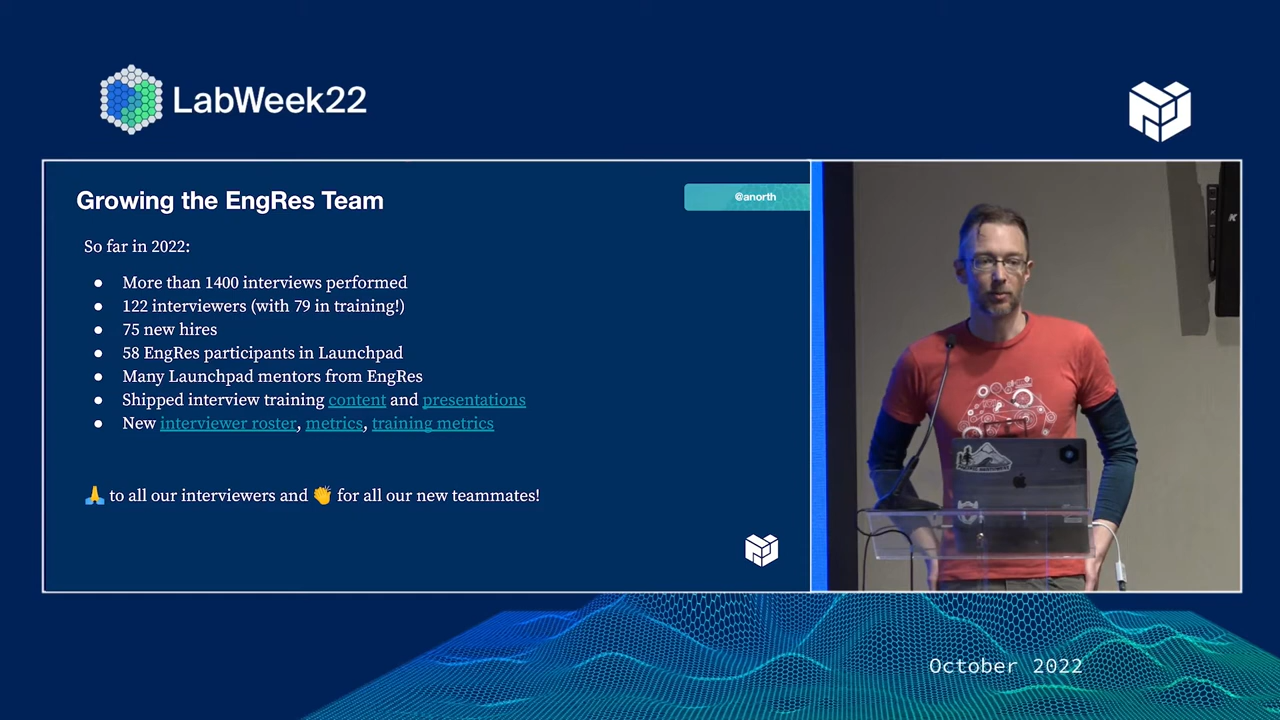 LabWeek22
Growing the EngRes Team
@anorth
So far in 2022:
● More than 1400 interviews performed
● 122 interviewers (with 79 in training!)
● 75 new hires
● 58 EngRes participants in Launchpad
● Many Launchpad mentors from EngRes
● Shipped interview training content and presentations
● New interviewer roster, metrics, training metrics
🙏 to all our interviewers and 👏 for all our new teammates!
K
October 2022